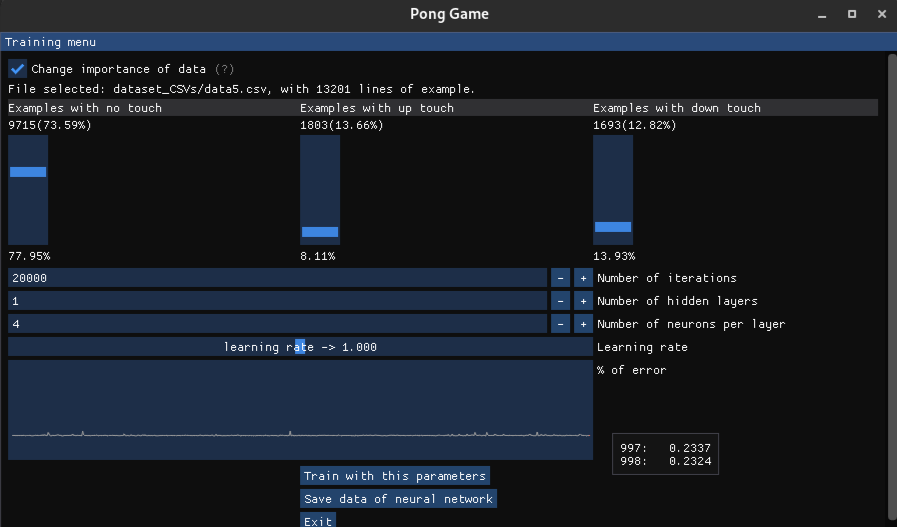 Pong Game
Training menu
Change importance of data (?)
File selected: dataset_CSVs/data5.csv, with 13201 lines of example.
Examples with no touch Examples with up touch Examples with down touch
9715(73.59%) 1803(13.66%) 1693(12.82%)
77.95% 8.11% 13.93%
20000 - + Number of iterations
1 - + Number of hidden layers
4 - + Number of neurons per layer
learning rate -> 1.000 Learning rate
% of error
997: 0.2337
998: 0.2324
Train with this parameters
Save data of neural network
Exit